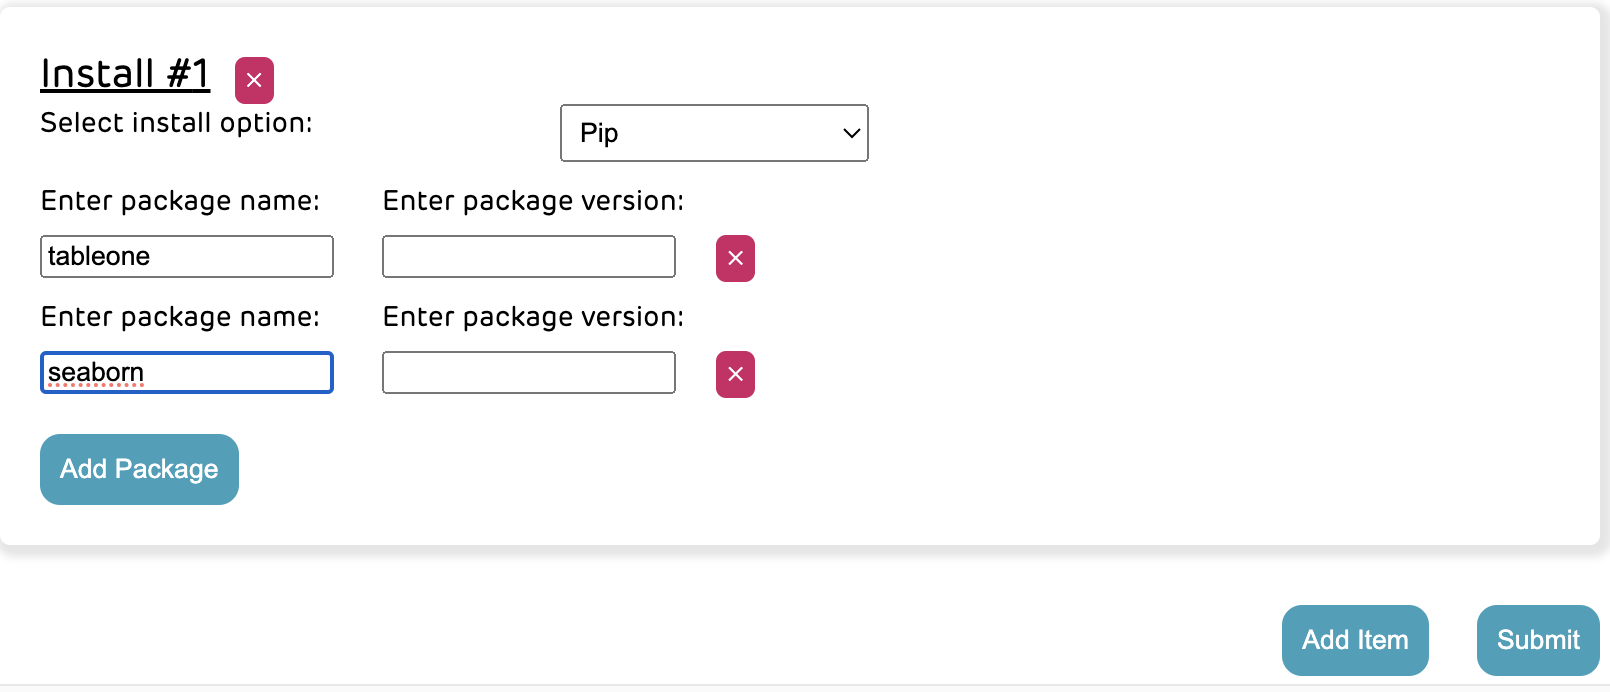 Install #1 ×
Select install option: Pip
Enter package name: Enter package version:
tableone ×
Enter package name: Enter package version:
seaborn ×
Add Package
Add Item Submit